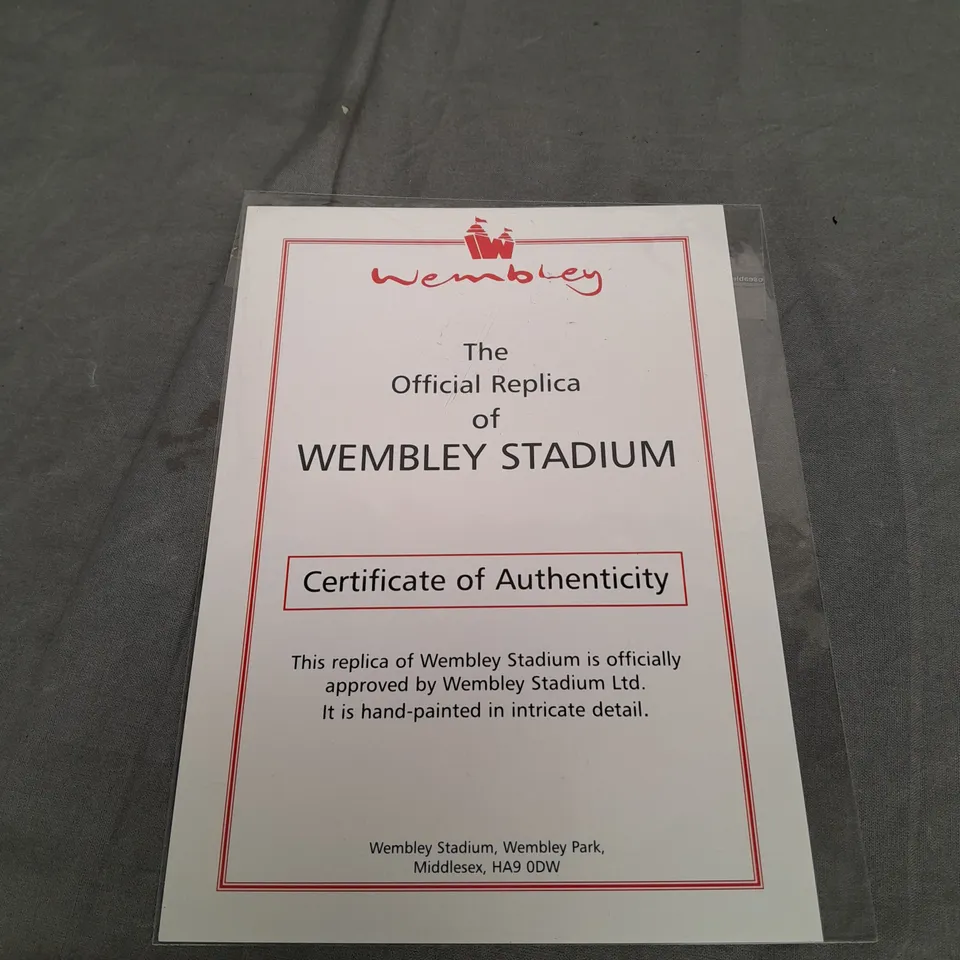 W
Wembley
The
Official Replica
of
WEMBLEY STADIUM
Certificate of Authenticity
This replica of Wembley Stadium is officially
approved by Wembley Stadium Ltd.
It is hand-painted in intricate detail.
Wembley Stadium, Wembley Park,
Middlesex, HA9 0DW